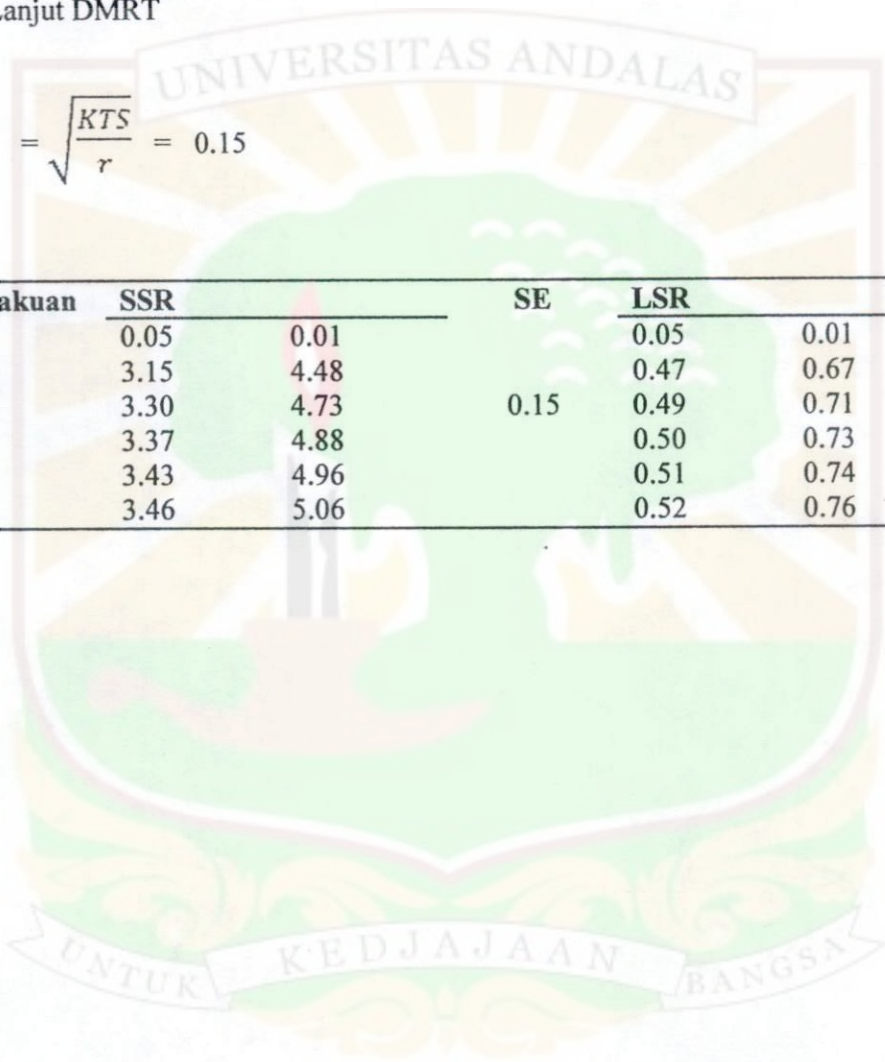 anjut DMRT
UNIVERSITAS ANDALAS
= √KTS/r = 0.15
akuan SSR SE LSR
0.05 0.01 0.05 0.01
3.15 4.48 0.47 0.67
3.30 4.73 0.15 0.49 0.71
3.37 4.88 0.50 0.73
3.43 4.96 0.51 0.74
3.46 5.06 0.52 0.76
UNTUK KEDJAJAAN BANGSA